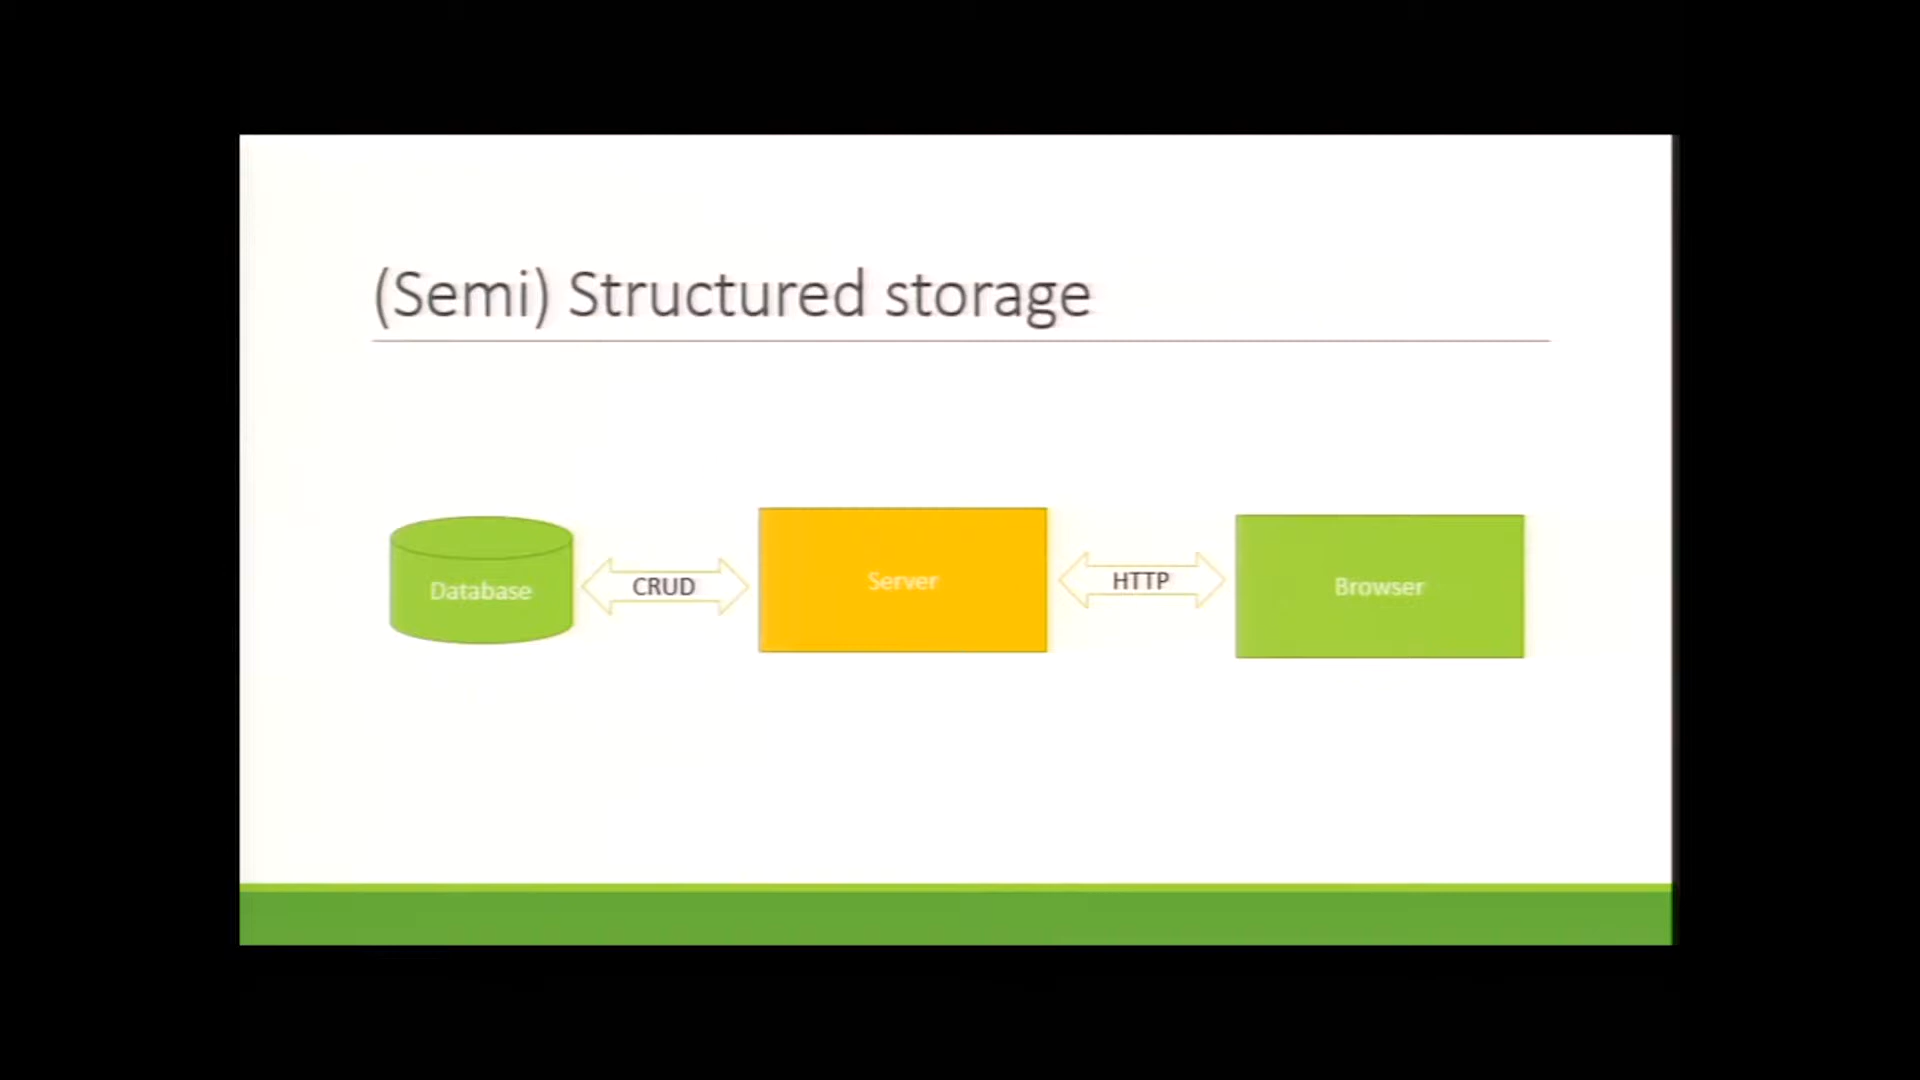 (Semi) Structured storage
Database
CRUD
Server
HTTP
Browser